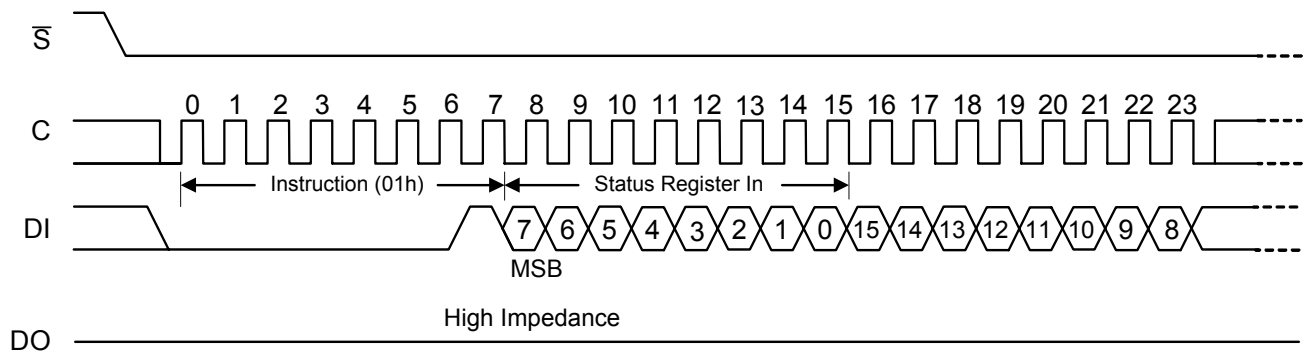 S̅
0 1 2 3 4 5 6 7 8 9 10 11 12 13 14 15 16 17 18 19 20 21 22 23
C
Instruction (01h) Status Register In
DI 7 6 5 4 3 2 1 0 15 14 13 12 11 10 9 8
MSB
High Impedance
DO